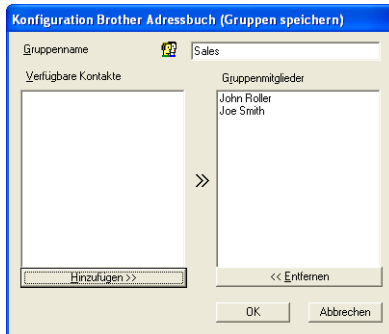 Konfiguration Brother Adressbuch (Gruppen speichern)
Gruppenname
Sales
Verfügbare Kontakte
Gruppenmitglieder
John Roller
Joe Smith
>>
Hinzufügen >>
<< Entfernen
OK
Abbrechen